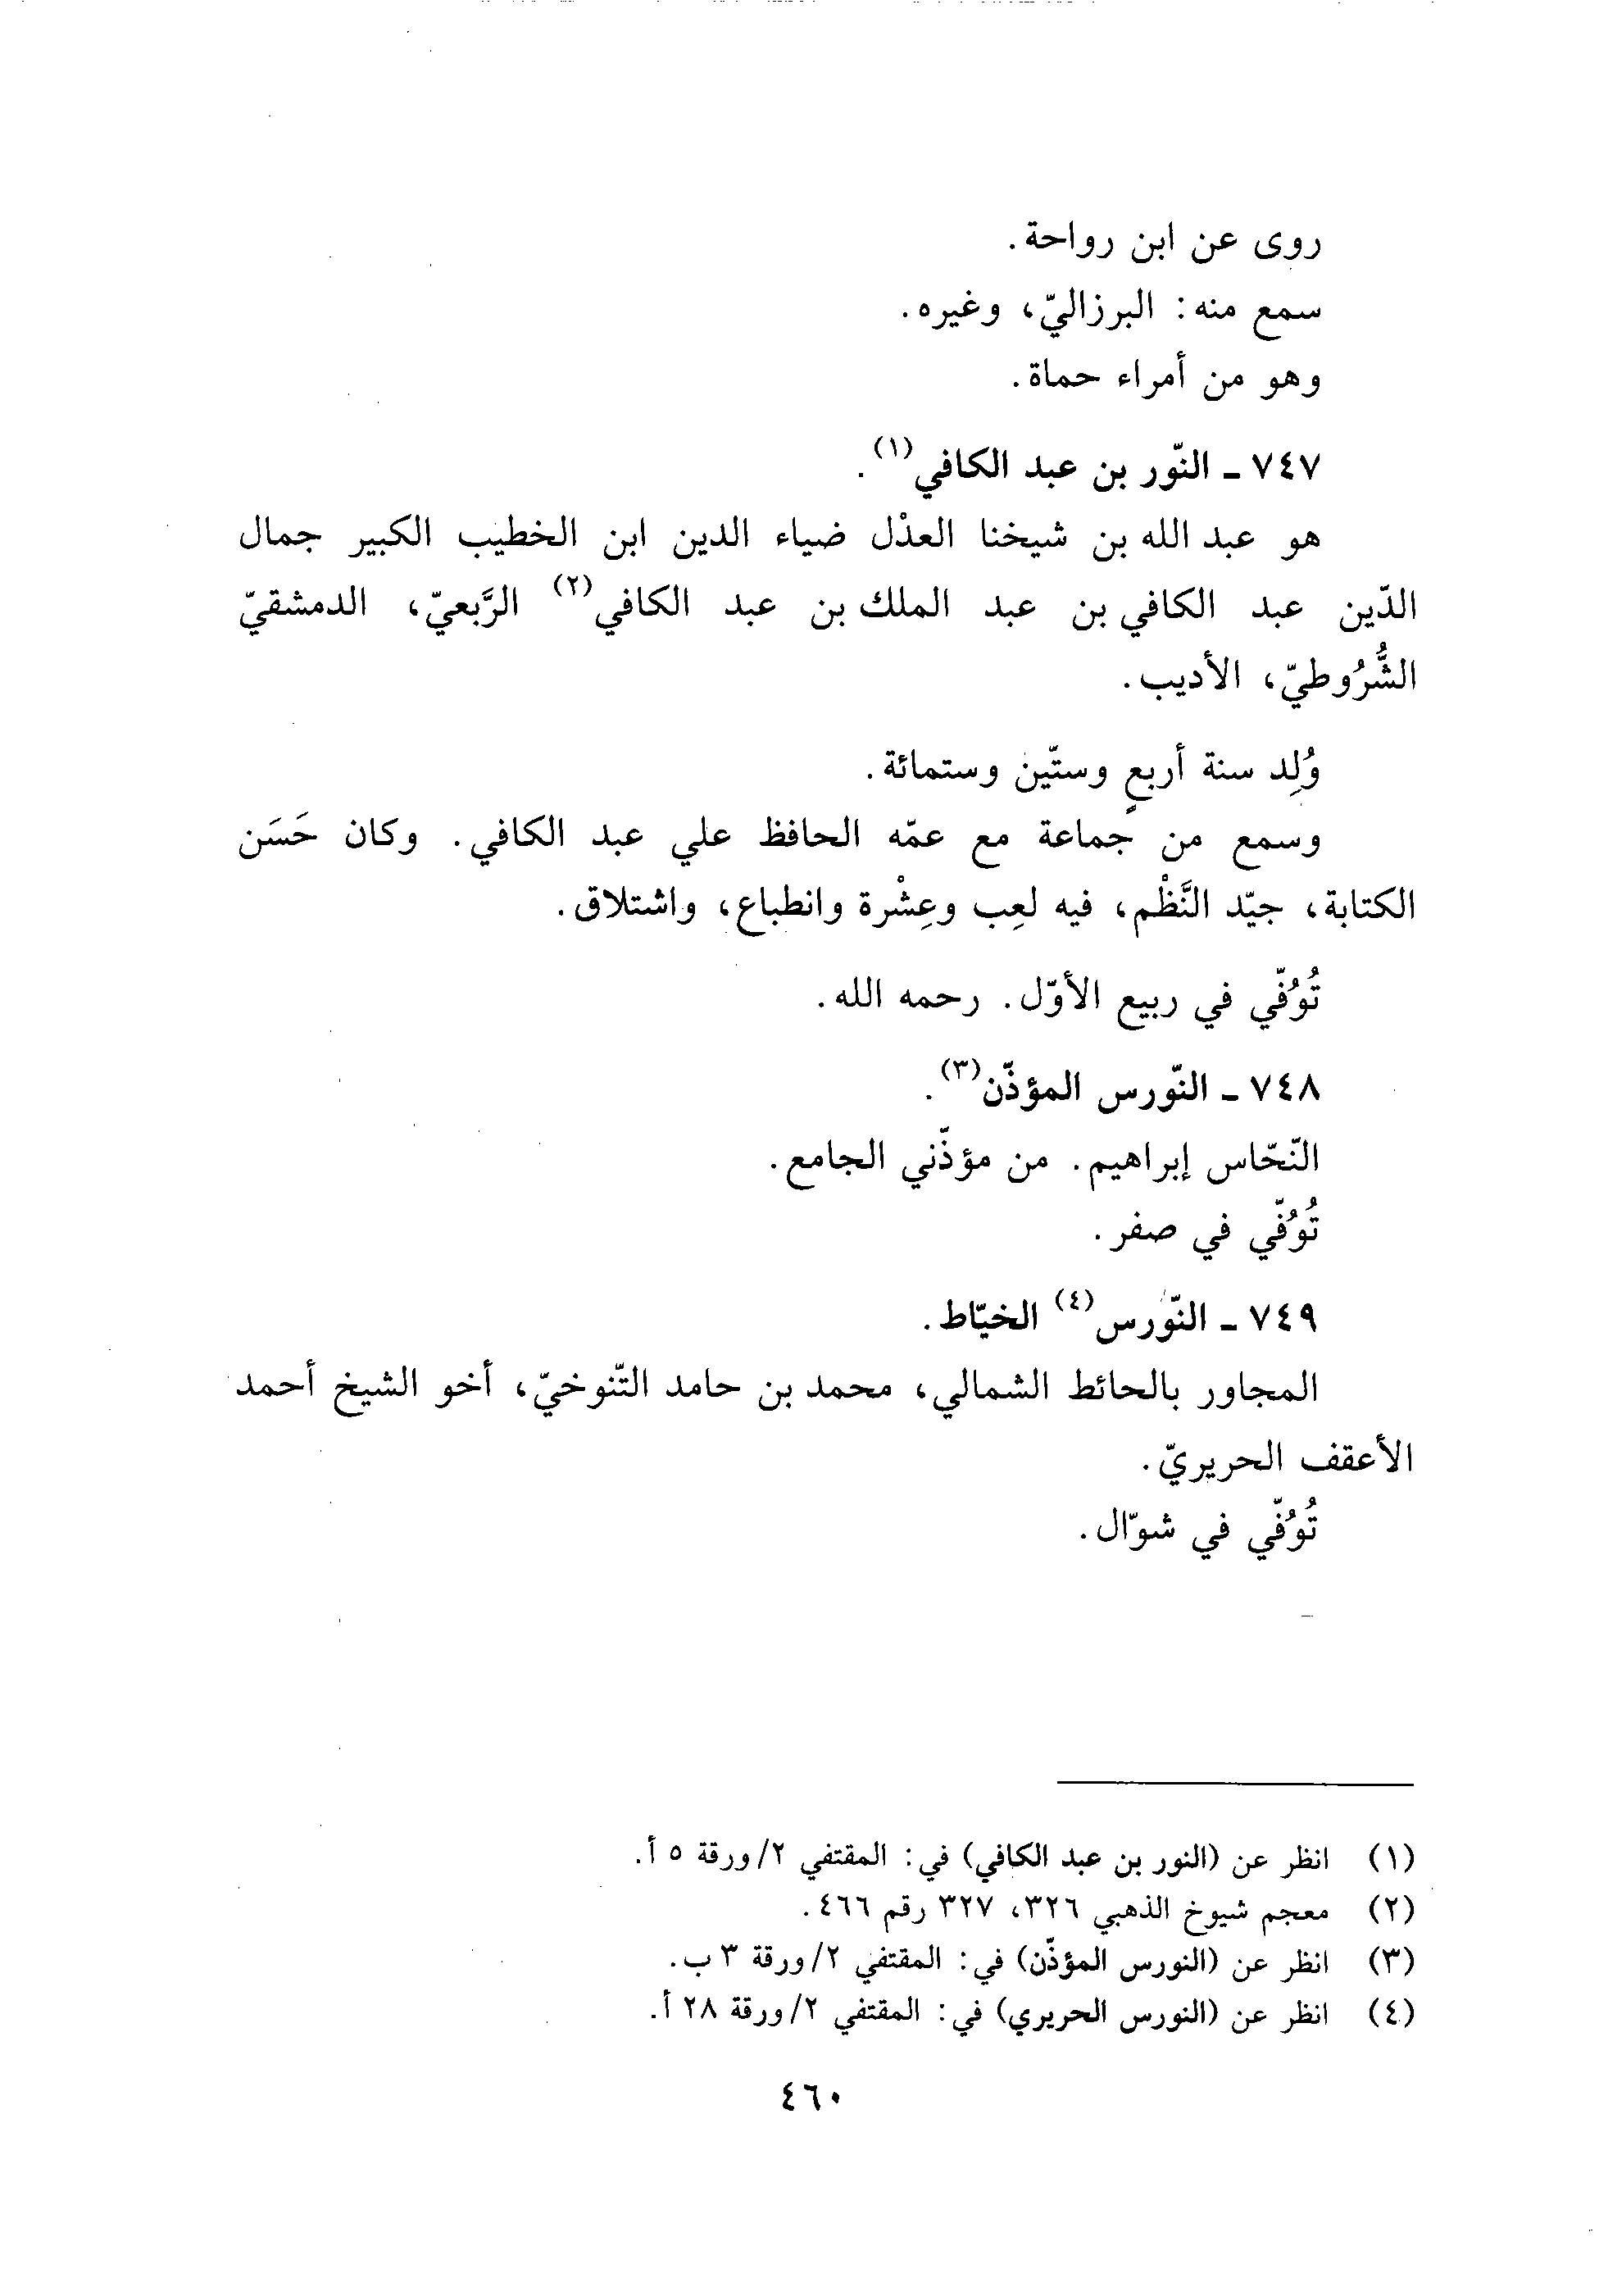 روى عن ابن رواحة.
سمع منه: البرزاليّ، وغيره.
وهو من أمراء حماة.
٧٤٧ ـ النّور بن عبد الكافي(١).
هو عبد الله بن شيخنا العدْل ضياء الدين ابن الخطيب الكبير جمال
الدّين عبد الكافي بن عبد الملك بن عبد الكافي(٢) الرَّبعيّ، الدمشقيّ
الشُّرُوطيّ، الأديب.
وُلِد سنة أربعٍ وستّين وستمائة.
وسمع من جماعة مع عمّه الحافظ علي عبد الكافي. وكان حَسَن
الكتابة، جيّد النَّظْم، فيه لعِب وعِشْرة وانطباع، واشتلاق.
تُوُفّي في ربيع الأوّل. رحمه الله.
٧٤٨ ـ النّورس المؤذّن(٣).
النّحّاس إبراهيم. من مؤذّني الجامع.
تُوُفّي في صفر.
٧٤٩ ـ النّورس(٤) الخيّاط.
المجاور بالحائط الشمالي، محمد بن حامد التّنوخيّ، أخو الشيخ أحمد
الأعقف الحريريّ.
تُوُفّي في شوّال.
(١) انظر عن (النور بن عبد الكافي) في: المقتفي ٢/ورقة ٥ أ.
(٢) معجم شيوخ الذهبي ٣٢٦، ٣٢٧ رقم ٤٦٦.
(٣) انظر عن (النورس المؤذّن) في: المقتفي ٢/ورقة ٣ ب.
(٤) انظر عن (النورس الحريري) في: المقتفي ٢/ورقة ٢٨ أ.
٤٦٠